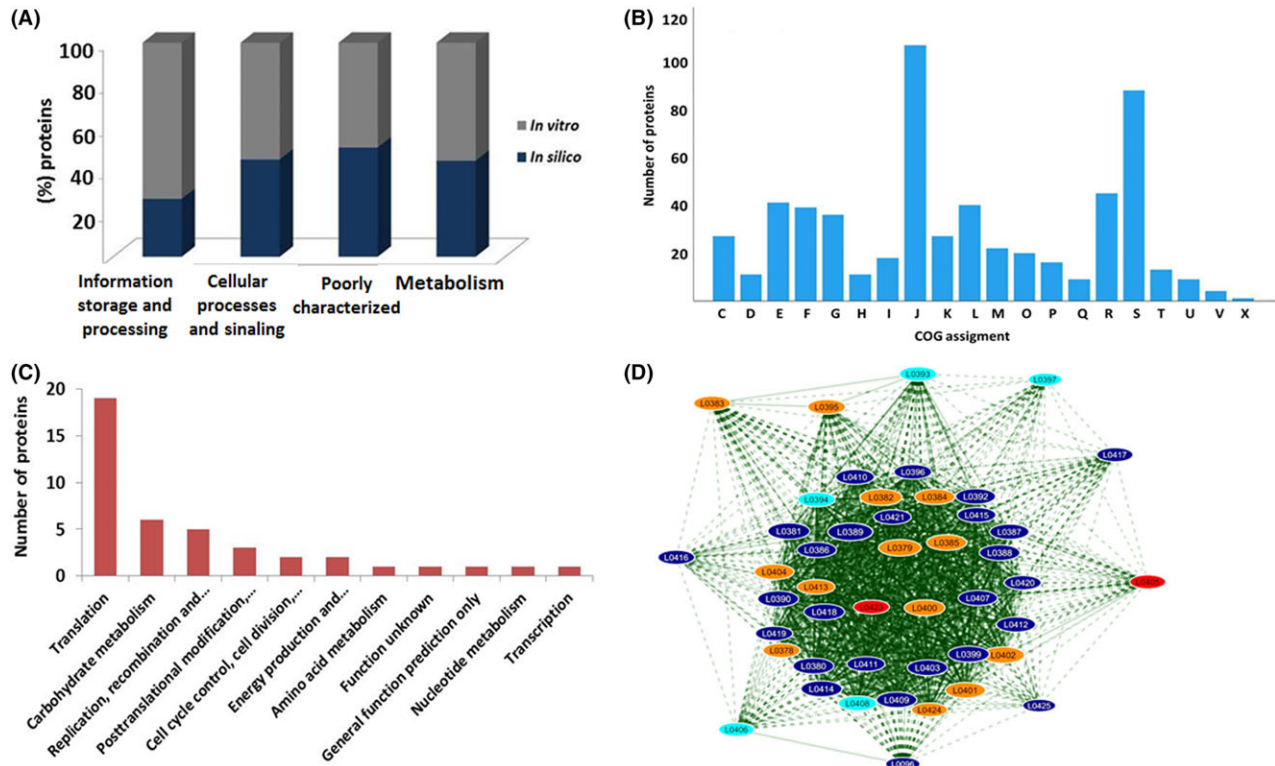 (A)
100
80
60
40
20
(%) proteins
In vitro
In silico
Information
storage and
processing
Cellular
processes
and sinaling
Poorly
characterized
Metabolism
(B)
120
100
80
60
40
20
Number of proteins
C D E F G H I J K L M O P Q R S T U V X
COG assigment
(C)
20
15
10
5
0
Number of proteins
Translation
Carbohydrate metabolism
Replication, recombination and...
Posttranslational modification,...
Cell cycle control, cell division,...
Energy production and...
Amino acid metabolism
Function unknown
General function prediction only
Nucleotide metabolism
Transcription
(D)
L0393
L0397
L0383
L0395
L0417
L0396
L0410
L0394
L0382
L0384
L0392
L0421
L0415
L0381
L0389
L0387
L0386
L0379
L0385
L0388
L0416
L0404
L0405
L0413
L0420
L0390
L0407
L0418
L0423
L0400
L0412
L0419
L0378
L0399
L0402
L0380
L0411
L0403
L0414
L0401
L0408
L0409
L0424
L0425
L0406
L0096